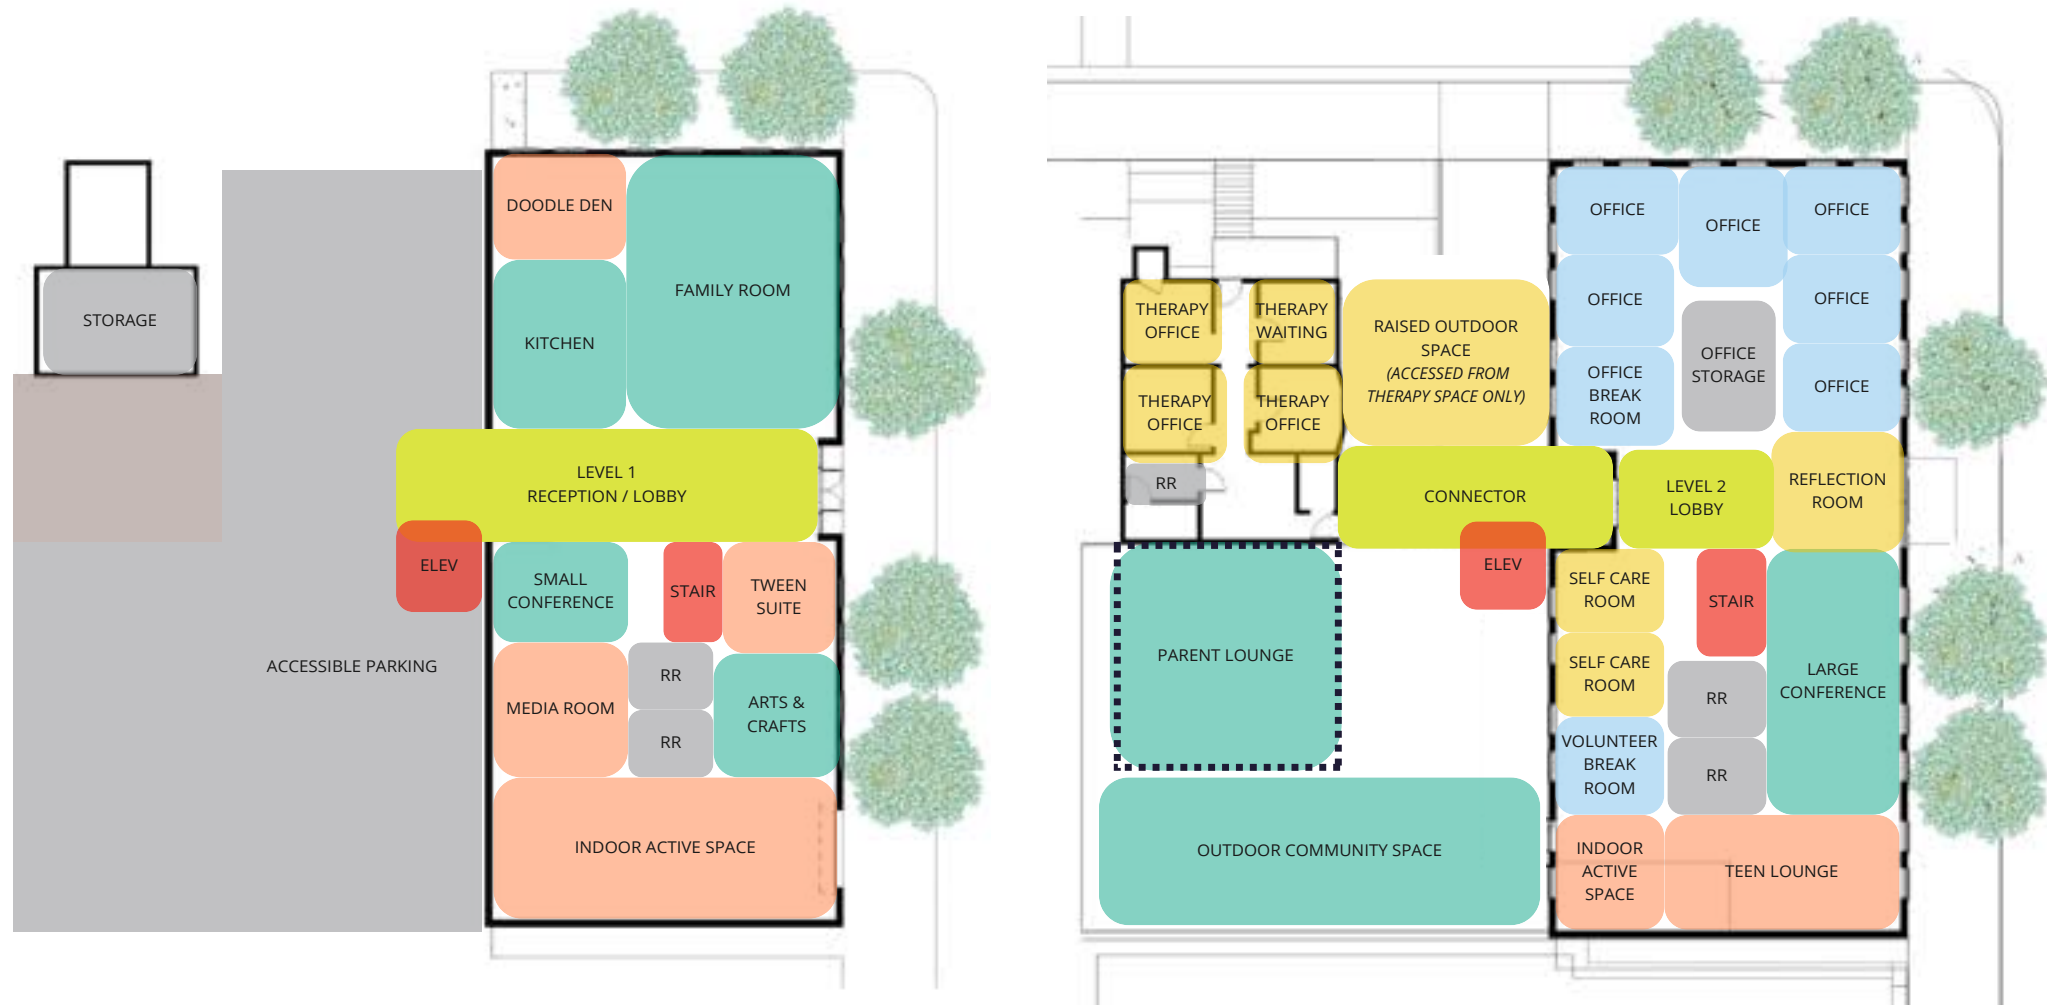 DOODLE DEN
FAMILY ROOM
STORAGE
KITCHEN
LEVEL 1
RECEPTION / LOBBY
ELEV
SMALL
CONFERENCE
STAIR
TWEEN
SUITE
ACCESSIBLE PARKING
MEDIA ROOM
RR
RR
ARTS &
CRAFTS
INDOOR ACTIVE SPACE
OFFICE
OFFICE
OFFICE
THERAPY
OFFICE
THERAPY
WAITING
RAISED OUTDOOR
SPACE
(ACCESSED FROM
THERAPY SPACE ONLY)
OFFICE
OFFICE
OFFICE
STORAGE
OFFICE
BREAK
ROOM
OFFICE
THERAPY
OFFICE
THERAPY
OFFICE
RR
CONNECTOR
LEVEL 2
LOBBY
REFLECTION
ROOM
ELEV
SELF CARE
ROOM
STAIR
PARENT LOUNGE
SELF CARE
ROOM
RR
LARGE
CONFERENCE
VOLUNTEER
BREAK
ROOM
RR
OUTDOOR COMMUNITY SPACE
INDOOR
ACTIVE
SPACE
TEEN LOUNGE